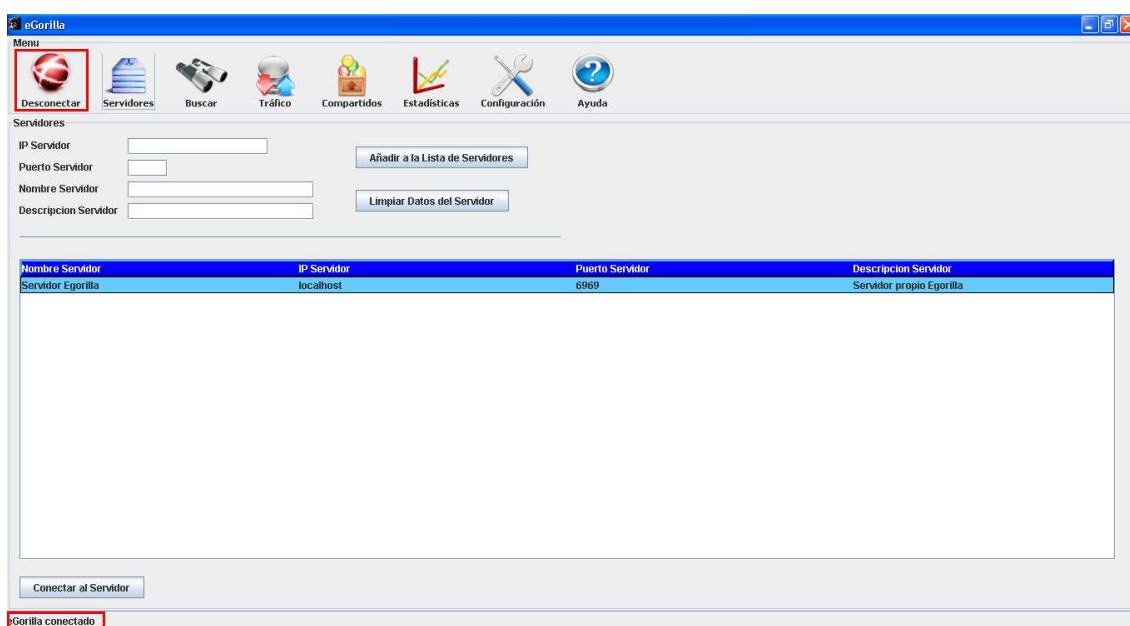 eGorilla
Menu
Desconectar Servidores Buscar Tráfico Compartidos Estadísticas Configuración Ayuda
Servidores
IP Servidor
Añadir a la Lista de Servidores
Puerto Servidor
Nombre Servidor
Limpiar Datos del Servidor
Descripcion Servidor
Nombre Servidor IP Servidor Puerto Servidor Descripcion Servidor
Servidor Egorilla localhost 6969 Servidor propio Egorilla
Conectar al Servidor
eGorilla conectado